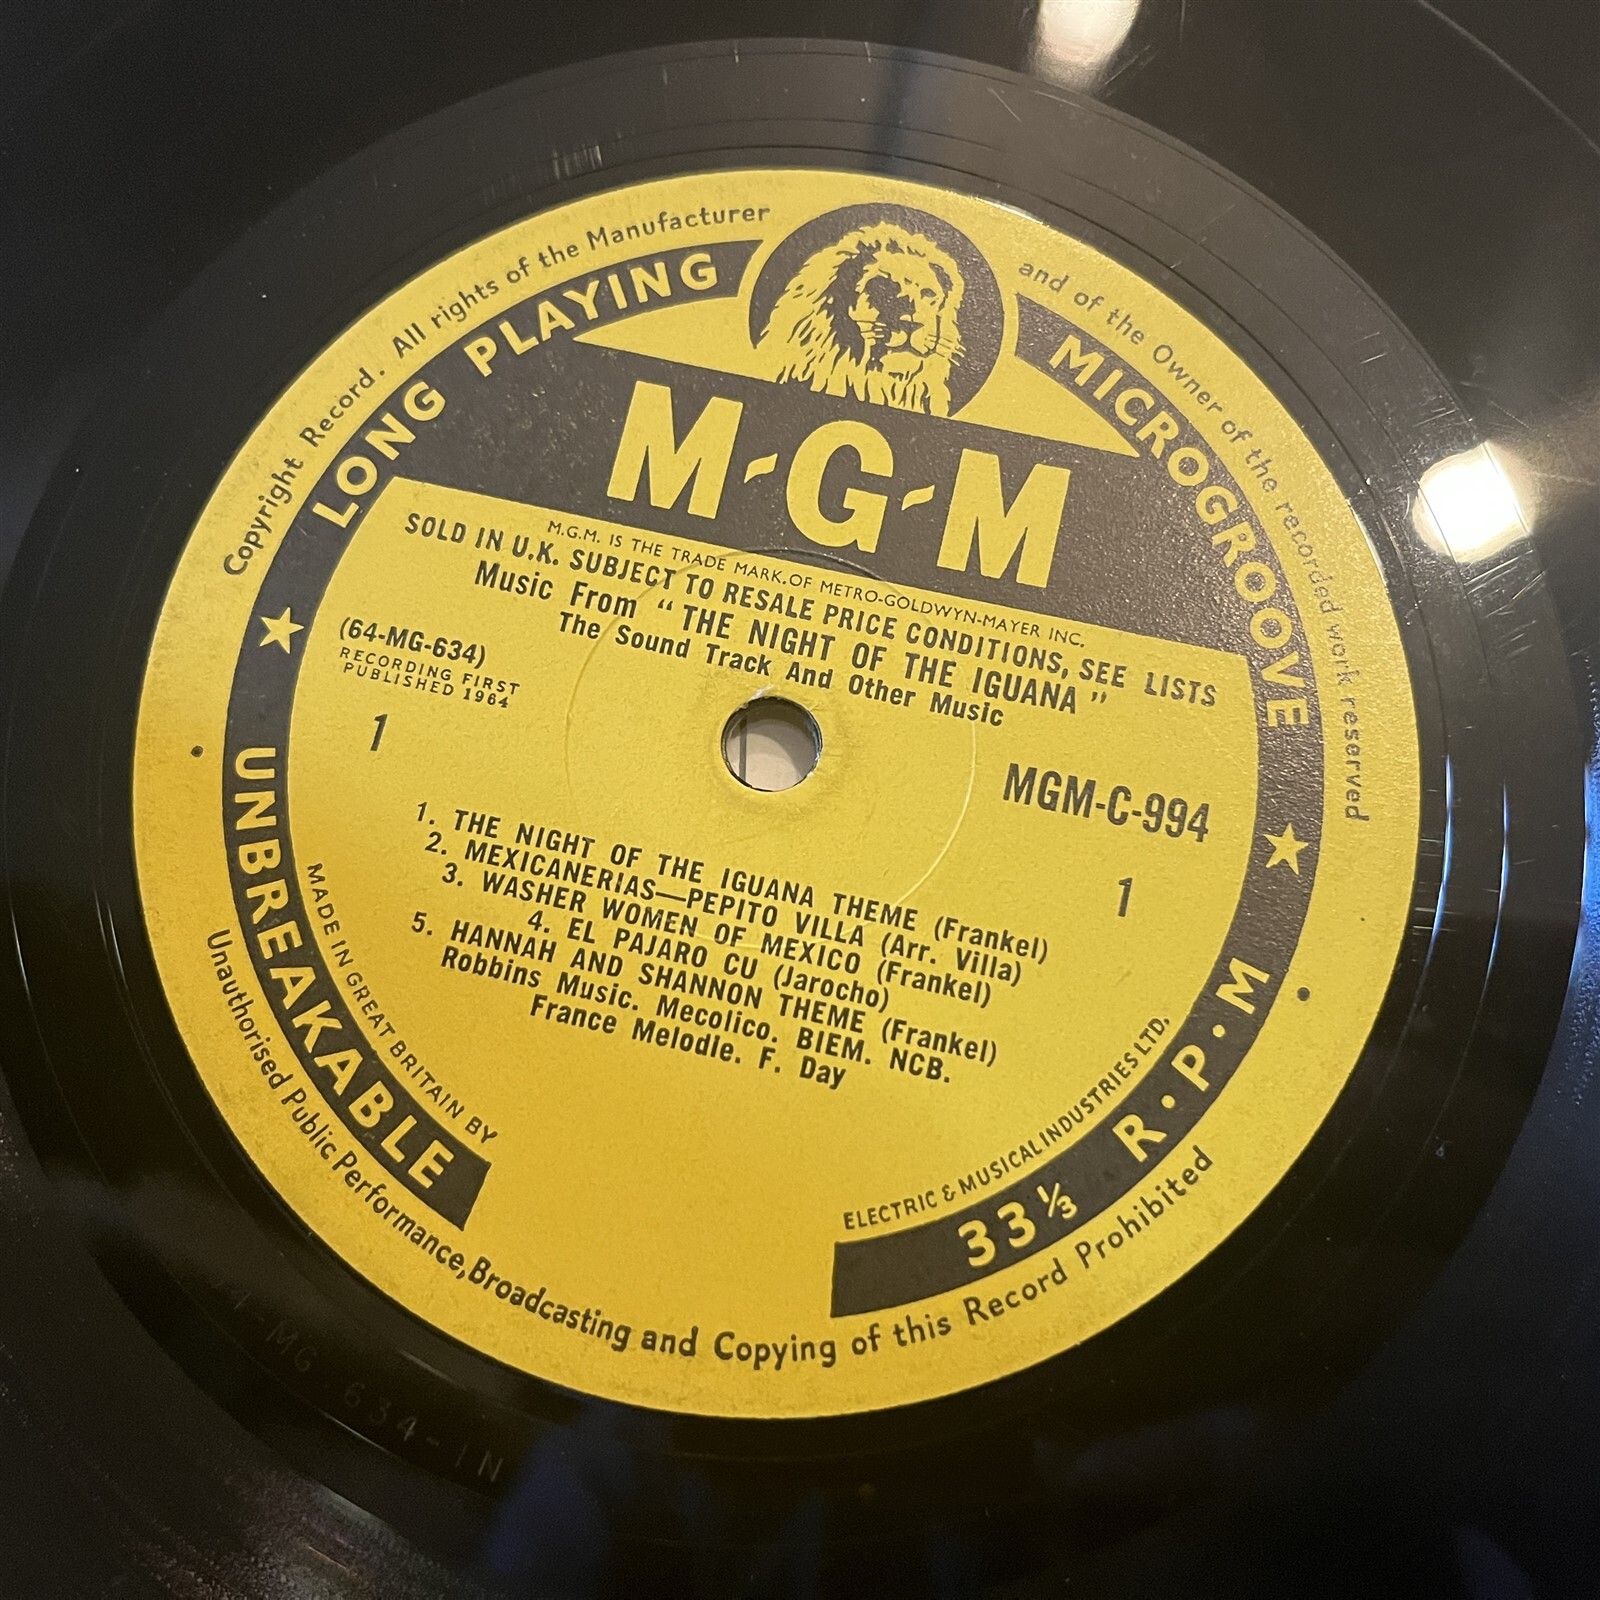 Copyright Record. All rights of the Manufacturer and of the Owner of the recorded work reserved
LONG PLAYING
MICROGROOVE
M-G-M
M.G.M. IS THE TRADE MARK.OF METRO-GOLDWYN-MAYER INC.
SOLD IN U.K. SUBJECT TO RESALE PRICE CONDITIONS, SEE LISTS
Music From "THE NIGHT OF THE IGUANA"
The Sound Track And Other Music
(64-MG-634)
RECORDING FIRST
PUBLISHED 1964
1
MGM-C-994
1
1. THE NIGHT OF THE IGUANA THEME (Frankel)
2. MEXICANERIAS—PEPITO VILLA (Arr. Villa)
3. WASHER WOMEN OF MEXICO (Frankel)
4. EL PAJARO CU (Jarocho)
5. HANNAH AND SHANNON THEME (Frankel)
Robbins Music. Mecolico. BIEM. NCB.
France Melodie. F. Day
UNBREAKABLE
MADE IN GREAT BRITAIN BY
ELECTRIC & MUSICAL INDUSTRIES LTD.
33⅓ R·P·M
Unauthorised Public Performance, Broadcasting and Copying of this Record Prohibited
MG 634-1N